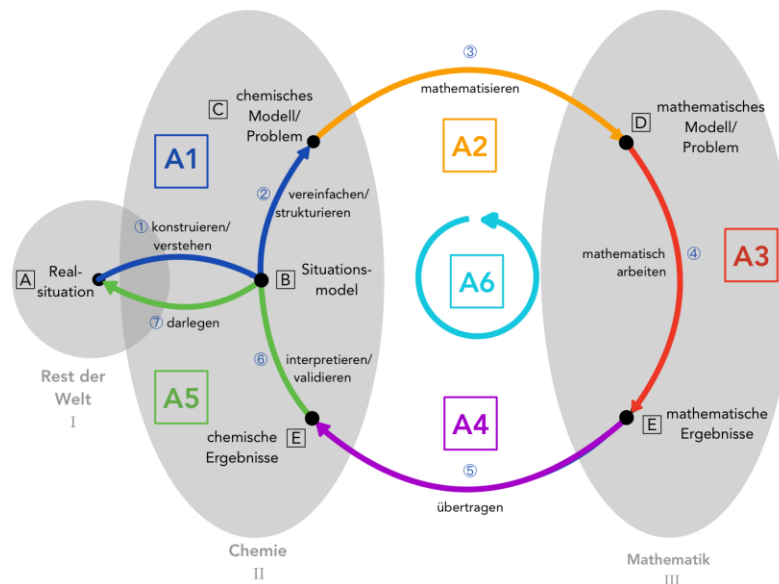 ③
chemisches
C
Modell/
Problem
mathematisieren
mathematisches
D
Modell/
Problem
A1
A2
② vereinfachen/
strukturieren
① konstruieren/
verstehen
mathematisch
④
arbeiten
A3
A
Real-
situation
B
Situations-
model
A6
⑦ darlegen
⑥
interpretieren/
validieren
Rest der
Welt
I
A5
A4
chemische
E
Ergebnisse
E
mathematische
Ergebnisse
⑤
übertragen
Chemie
II
Mathematik
III